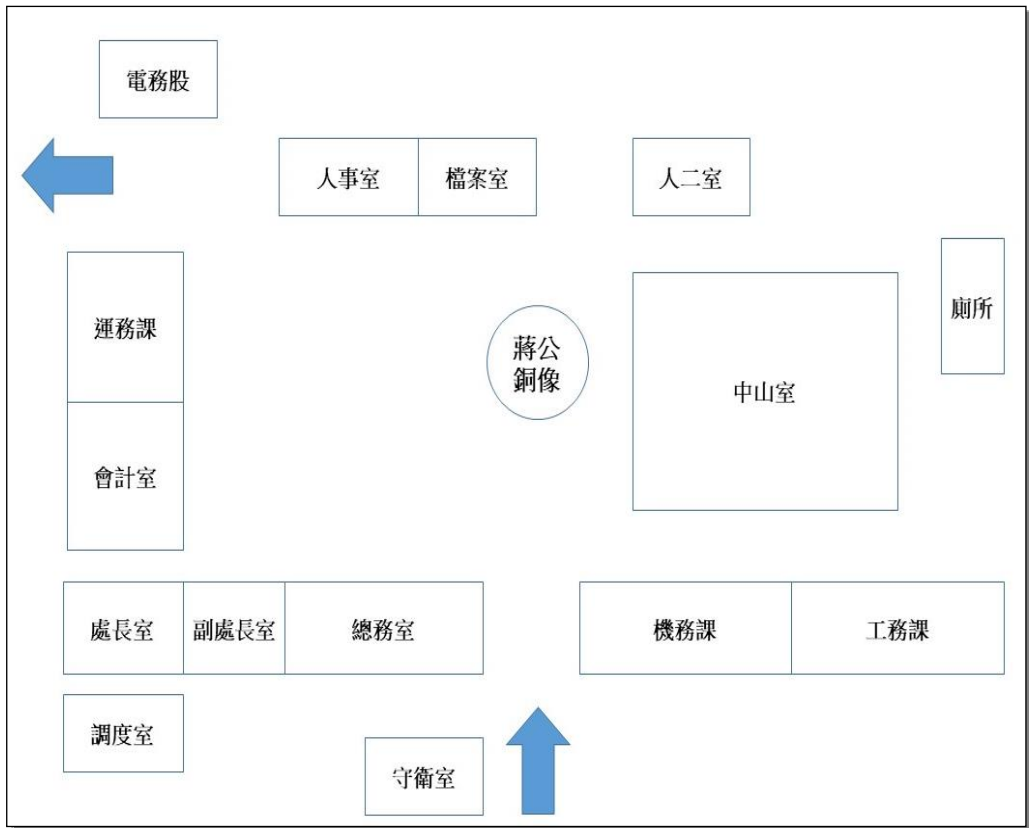 電務股
人事室
檔案室
人二室
廁所
運務課
蔣公
銅像
中山室
會計室
處長室
副處長室
總務室
機務課
工務課
調度室
守衛室